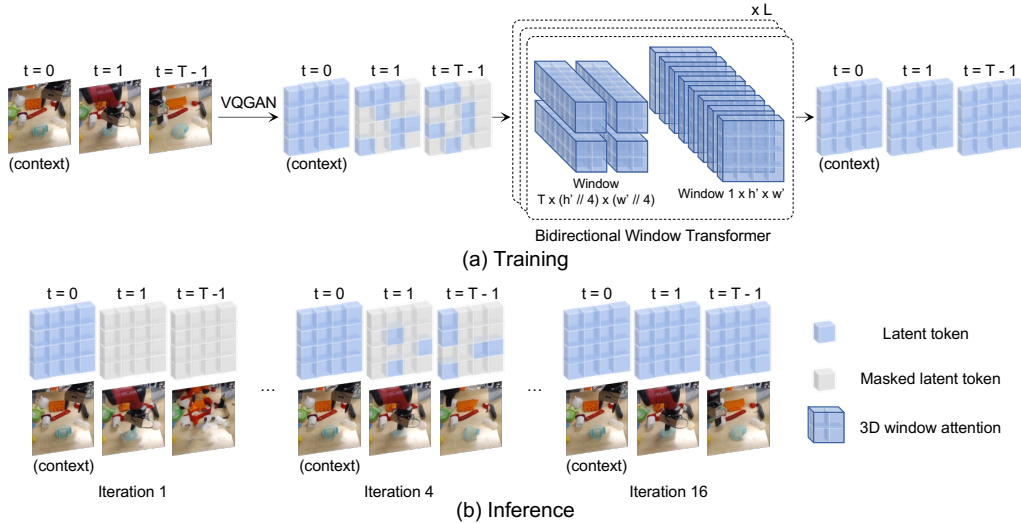 x L
t = 0
t = 1
t = T - 1
VQGAN
t = 0
t = 1
t = T - 1
t = 0
t = 1
t = T - 1
(context)
(context)
Window
T x (h' // 4) x (w' // 4)
Window 1 x h' x w'
(context)
Bidirectional Window Transformer
(a) Training
t = 0
t = 1
t = T -1
t = 0
t = 1
t = T - 1
t = 0
t = 1
t = T - 1
Latent token
Masked latent token
3D window attention
...
...
(context)
(context)
(context)
Iteration 1
Iteration 4
Iteration 16
(b) Inference